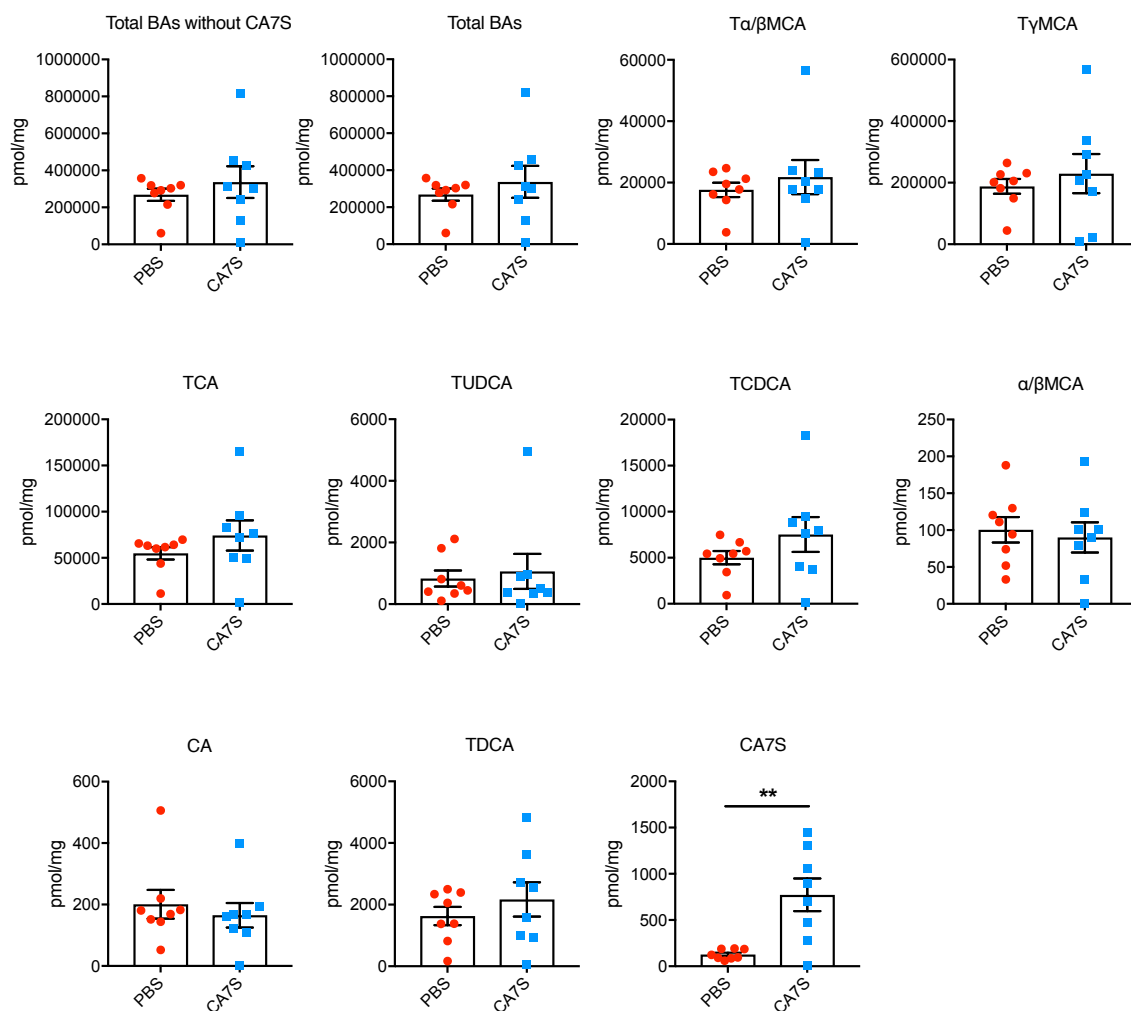 Total BAs without CA7S
pmol/mg
1000000
800000
600000
400000
200000
0
PBS
CA7S
Total BAs
pmol/mg
1000000
800000
600000
400000
200000
0
PBS
CA7S
Tα/βMCA
pmol/mg
60000
40000
20000
0
PBS
CA7S
TγMCA
pmol/mg
600000
400000
200000
0
PBS
CA7S
TCA
pmol/mg
200000
150000
100000
50000
0
PBS
CA7S
TUDCA
pmol/mg
6000
4000
2000
0
PBS
CA7S
TCDCA
pmol/mg
20000
15000
10000
5000
0
PBS
CA7S
α/βMCA
pmol/mg
250
200
150
100
50
0
PBS
CA7S
CA
pmol/mg
600
400
200
0
PBS
CA7S
TDCA
pmol/mg
6000
4000
2000
0
PBS
CA7S
CA7S
pmol/mg
2000
1500
1000
500
0
**
PBS
CA7S